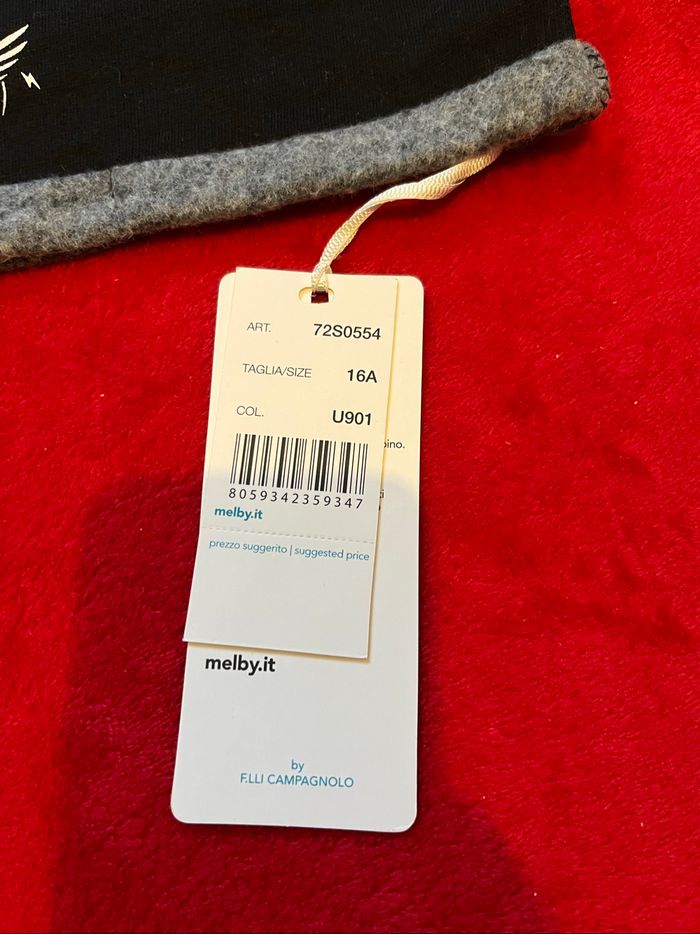 ART. 72S0554
TAGLIA/SIZE 16A
COL. U901
8059342359347
melby.it
prezzo suggerito | suggested price
melby.it
by
F.LLI CAMPAGNOLO